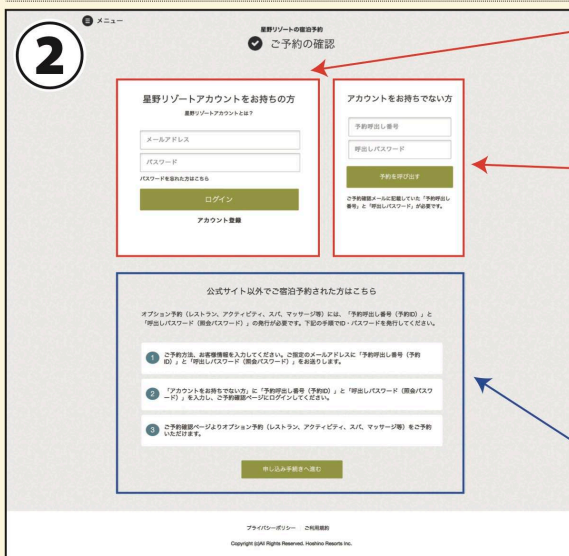 2
メニュー
星野リゾートの宿泊予約
ご予約の確認
星野リゾートアカウントをお持ちの方
星野リゾートアカウントとは？
メールアドレス
パスワード
パスワードを忘れた方はこちら
ログイン
アカウント登録
アカウントをお持ちでない方
予約呼出し番号
呼出しパスワード
予約を呼び出す
ご予約確認メールに記載していた「予約呼出し
番号」と「呼出しパスワード」が必要です。
公式サイト以外でご宿泊予約された方はこちら
オプション予約（レストラン、アクティビティ、スパ、マッサージ等）には、「予約呼出し番号（予約ID）」と
「呼出しパスワード（照会パスワード）」の発行が必要です。下記の手順でID・パスワードを発行してください。
1 ご予約方法、お客様情報を入力してください。ご指定のメールアドレスに「予約呼出し番号（予約
ID）」と「呼出しパスワード（照会パスワード）」をお送りします。
2 「アカウントをお持ちでない方」に「予約呼出し番号（予約ID）」と「呼出しパスワード（照会パスワ
ード）」を入力し、ご予約確認ページにログインしてください。
3 ご予約確認ページよりオプション予約（レストラン、アクティビティ、スパ、マッサージ等）をご予約
いただけます。
申し込み手続きへ進む
プライバシーポリシー ご利用規約
Copyright (c)All Rights Reserved. Hoshino Resorts Inc.